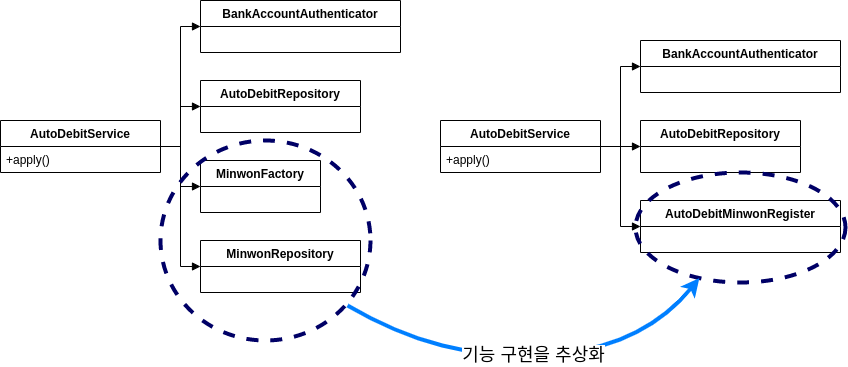 BankAccountAuthenticator
AutoDebitRepository
AutoDebitService
+apply()
MinwonFactory
MinwonRepository
BankAccountAuthenticator
AutoDebitService
+apply()
AutoDebitRepository
AutoDebitMinwonRegister
기능 구현을 추상화